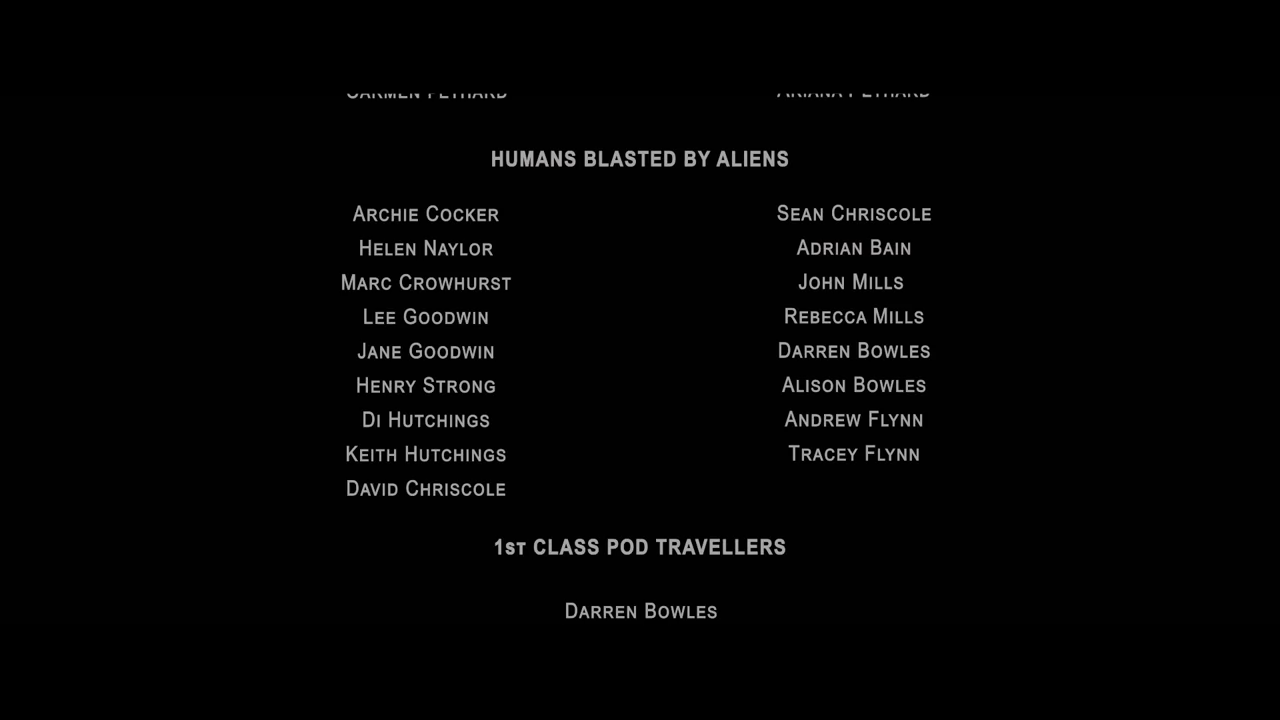 HUMANS BLASTED BY ALIENS
ARCHIE COCKER SEAN CHRISCOLE
HELEN NAYLOR ADRIAN BAIN
MARC CROWHURST JOHN MILLS
LEE GOODWIN REBECCA MILLS
JANE GOODWIN DARREN BOWLES
HENRY STRONG ALISON BOWLES
DI HUTCHINGS ANDREW FLYNN
KEITH HUTCHINGS TRACEY FLYNN
DAVID CHRISCOLE
1ST CLASS POD TRAVELLERS
DARREN BOWLES